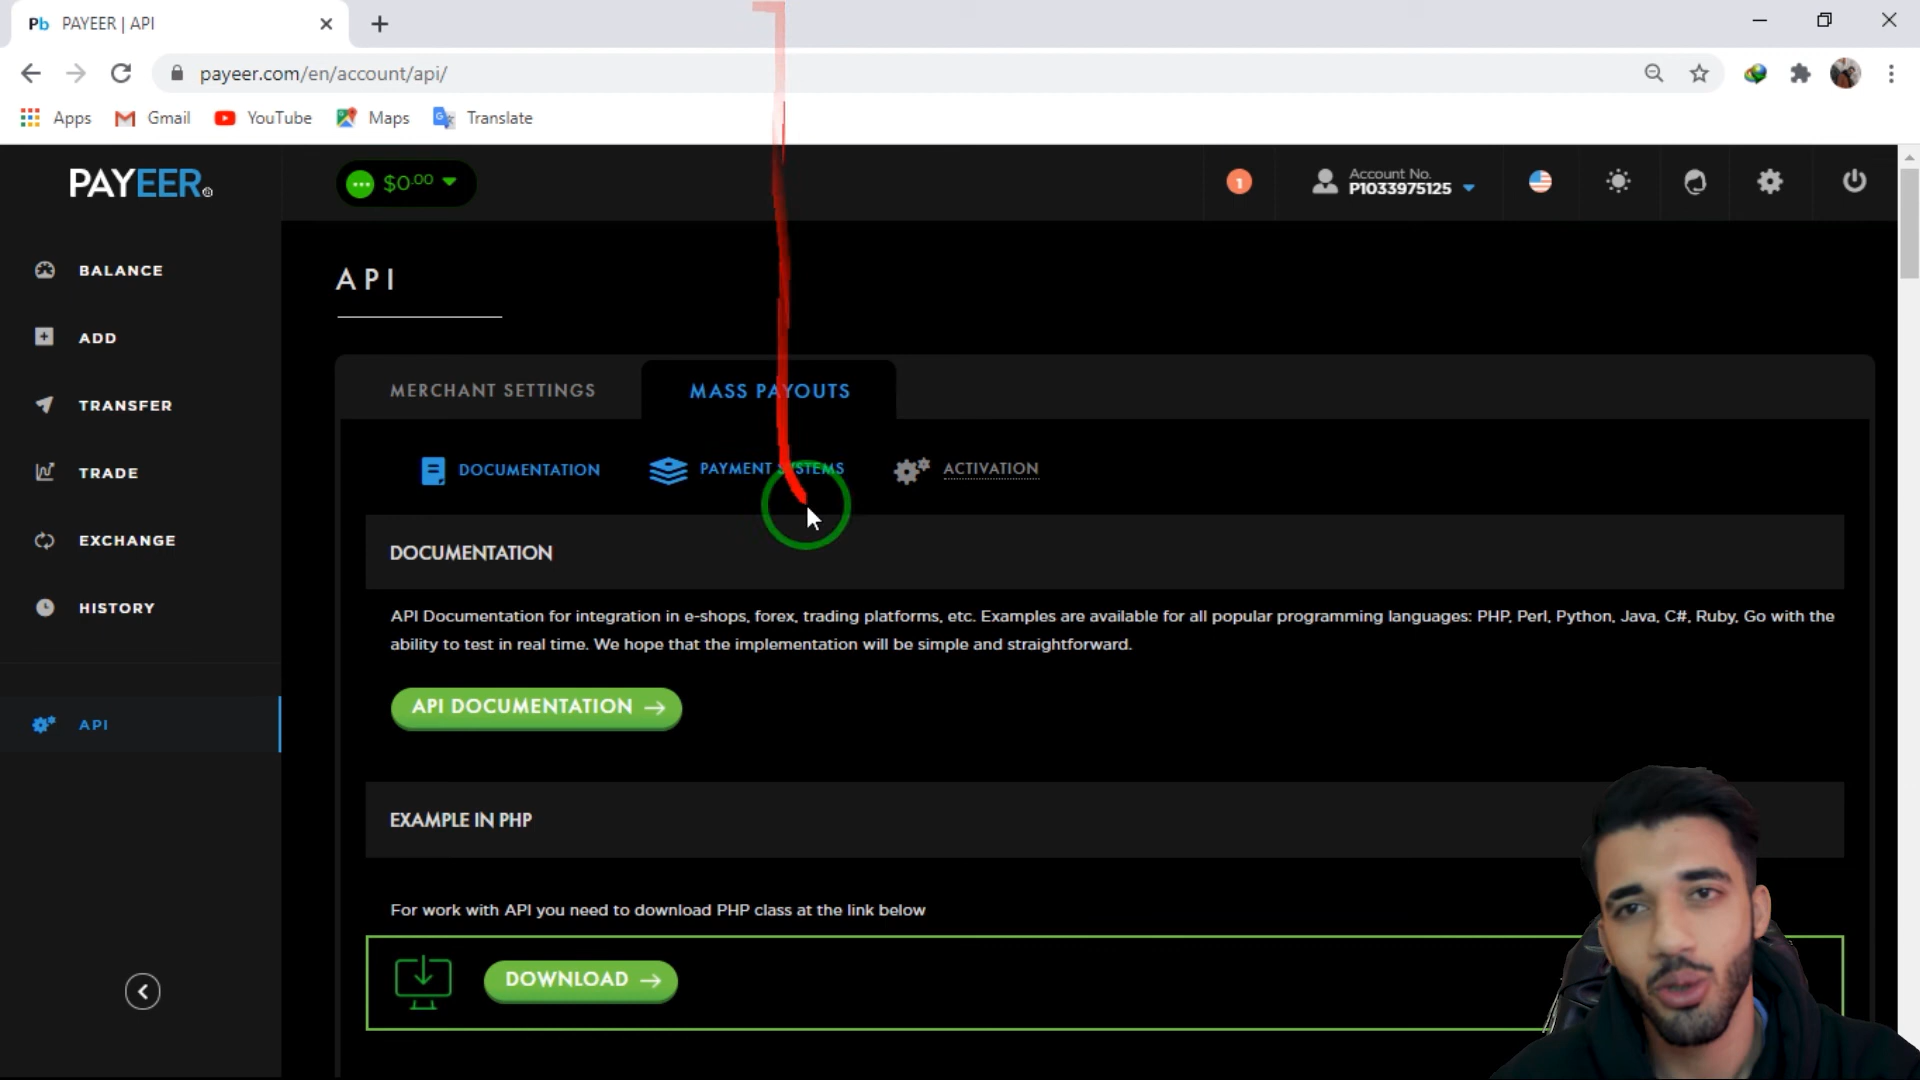 Pb PAYEER | API
payeer.com/en/account/api/
Apps Gmail YouTube Maps Translate
PAYEER®
$0.00
1
Account No.
P1033975125
BALANCE
ADD
TRANSFER
TRADE
EXCHANGE
HISTORY
API
API
MERCHANT SETTINGS MASS PAYOUTS
DOCUMENTATION PAYMENT SYSTEMS ACTIVATION
DOCUMENTATION
API Documentation for integration in e-shops, forex, trading platforms, etc. Examples are available for all popular programming languages: PHP, Perl, Python, Java, C#, Ruby, Go with the
ability to test in real time. We hope that the implementation will be simple and straightforward.
API DOCUMENTATION →
EXAMPLE IN PHP
For work with API you need to download PHP class at the link below
DOWNLOAD →